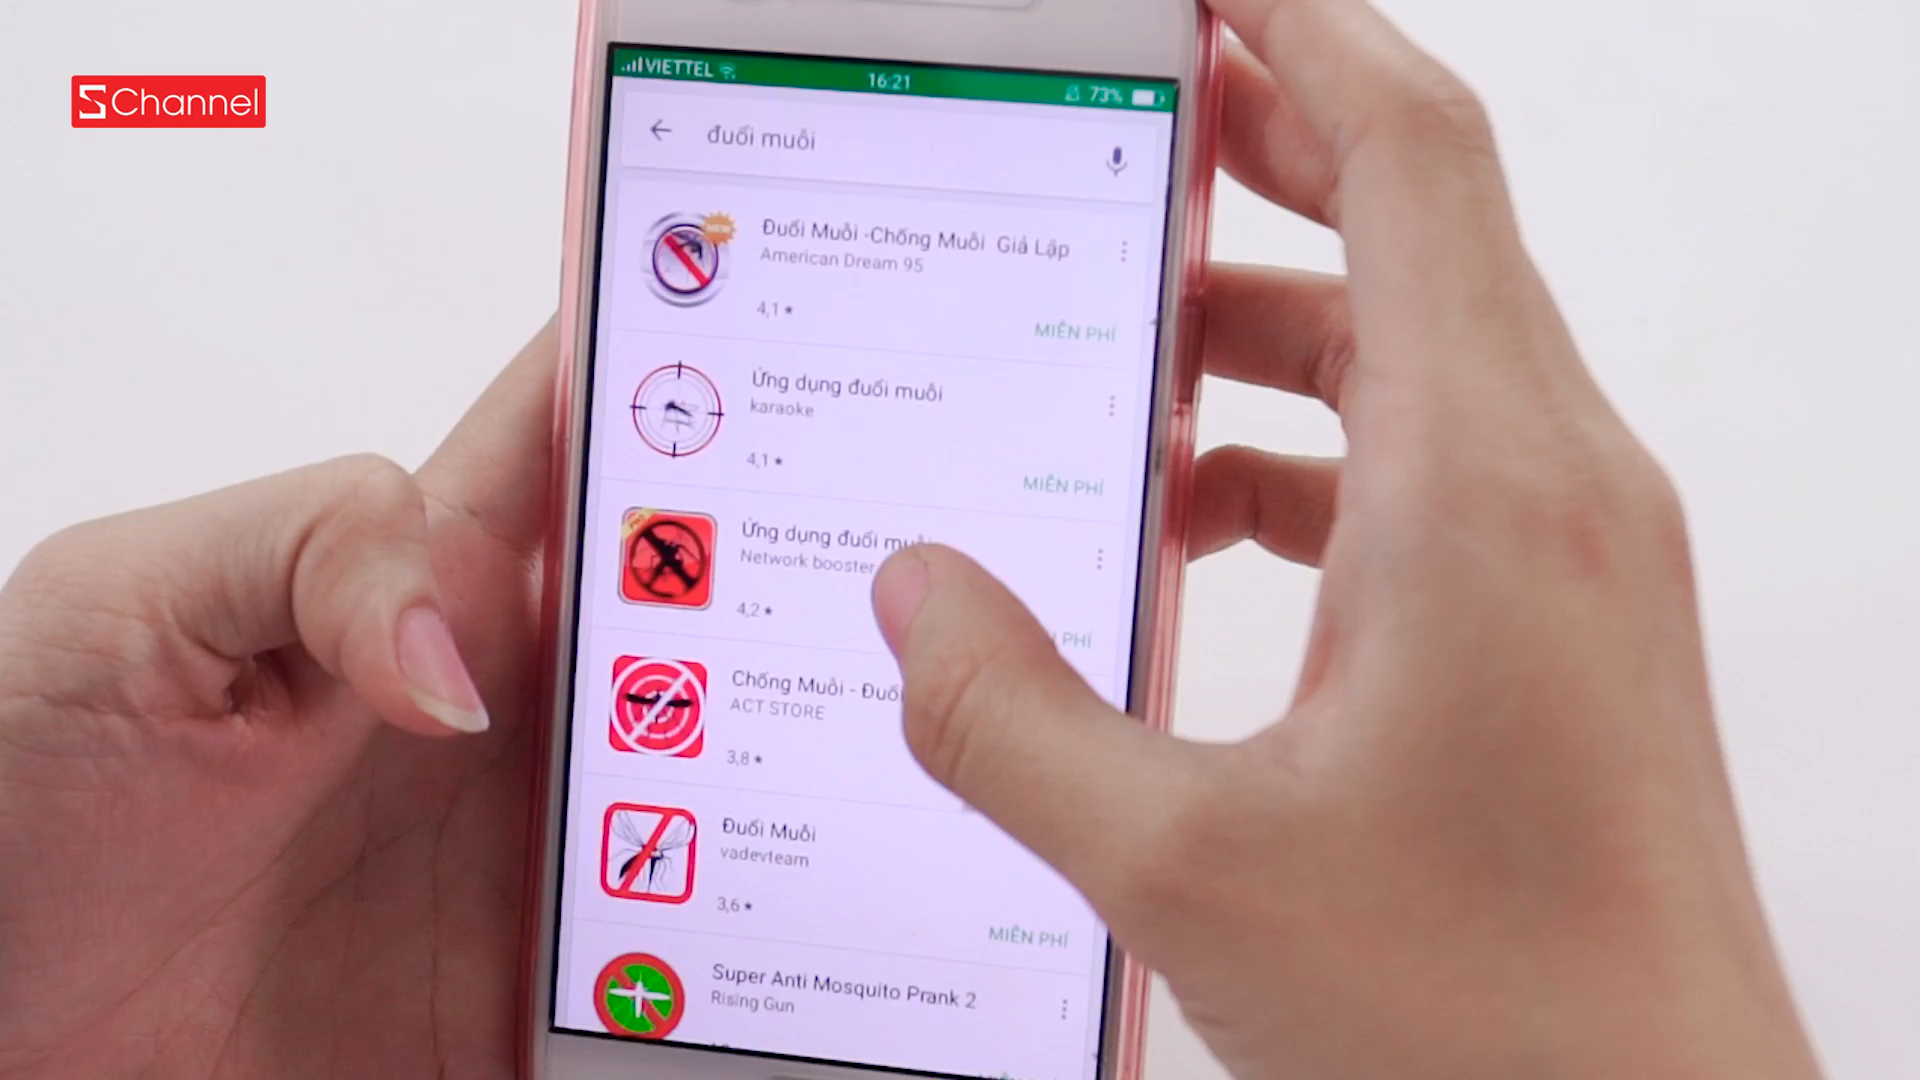 S Channel
VIETTEL 16:21 73%
đuổi muỗi
NEW
Đuổi Muỗi -Chống Muỗi Giả Lập
American Dream 95
4,1★
MIỄN PHÍ
Ứng dụng đuổi muỗi
karaoke
4,1★
MIỄN PHÍ
Ứng dụng đuổi
Network booster
4,2★
PHÍ
Chống Muỗi - Đuổi
ACT STORE
3,8★
Đuổi Muỗi
vadevteam
3,6★
MIỄN PHÍ
Super Anti Mosquito Prank 2
Rising Gun